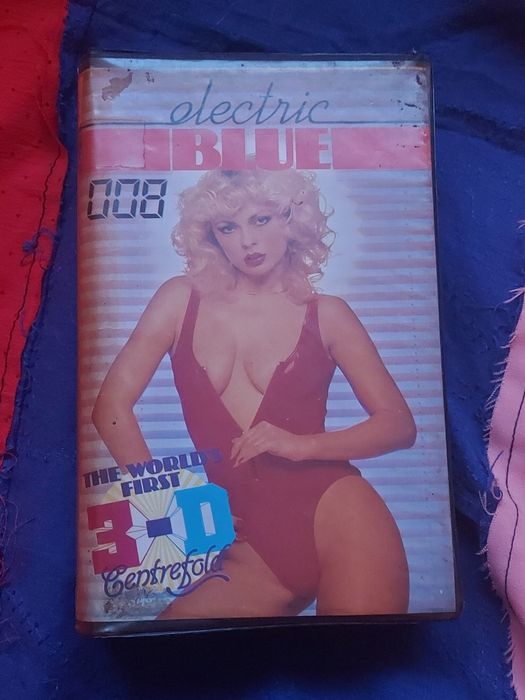 electric
BLUE
008
THE WORLD'S
FIRST
3-D
Centrefold